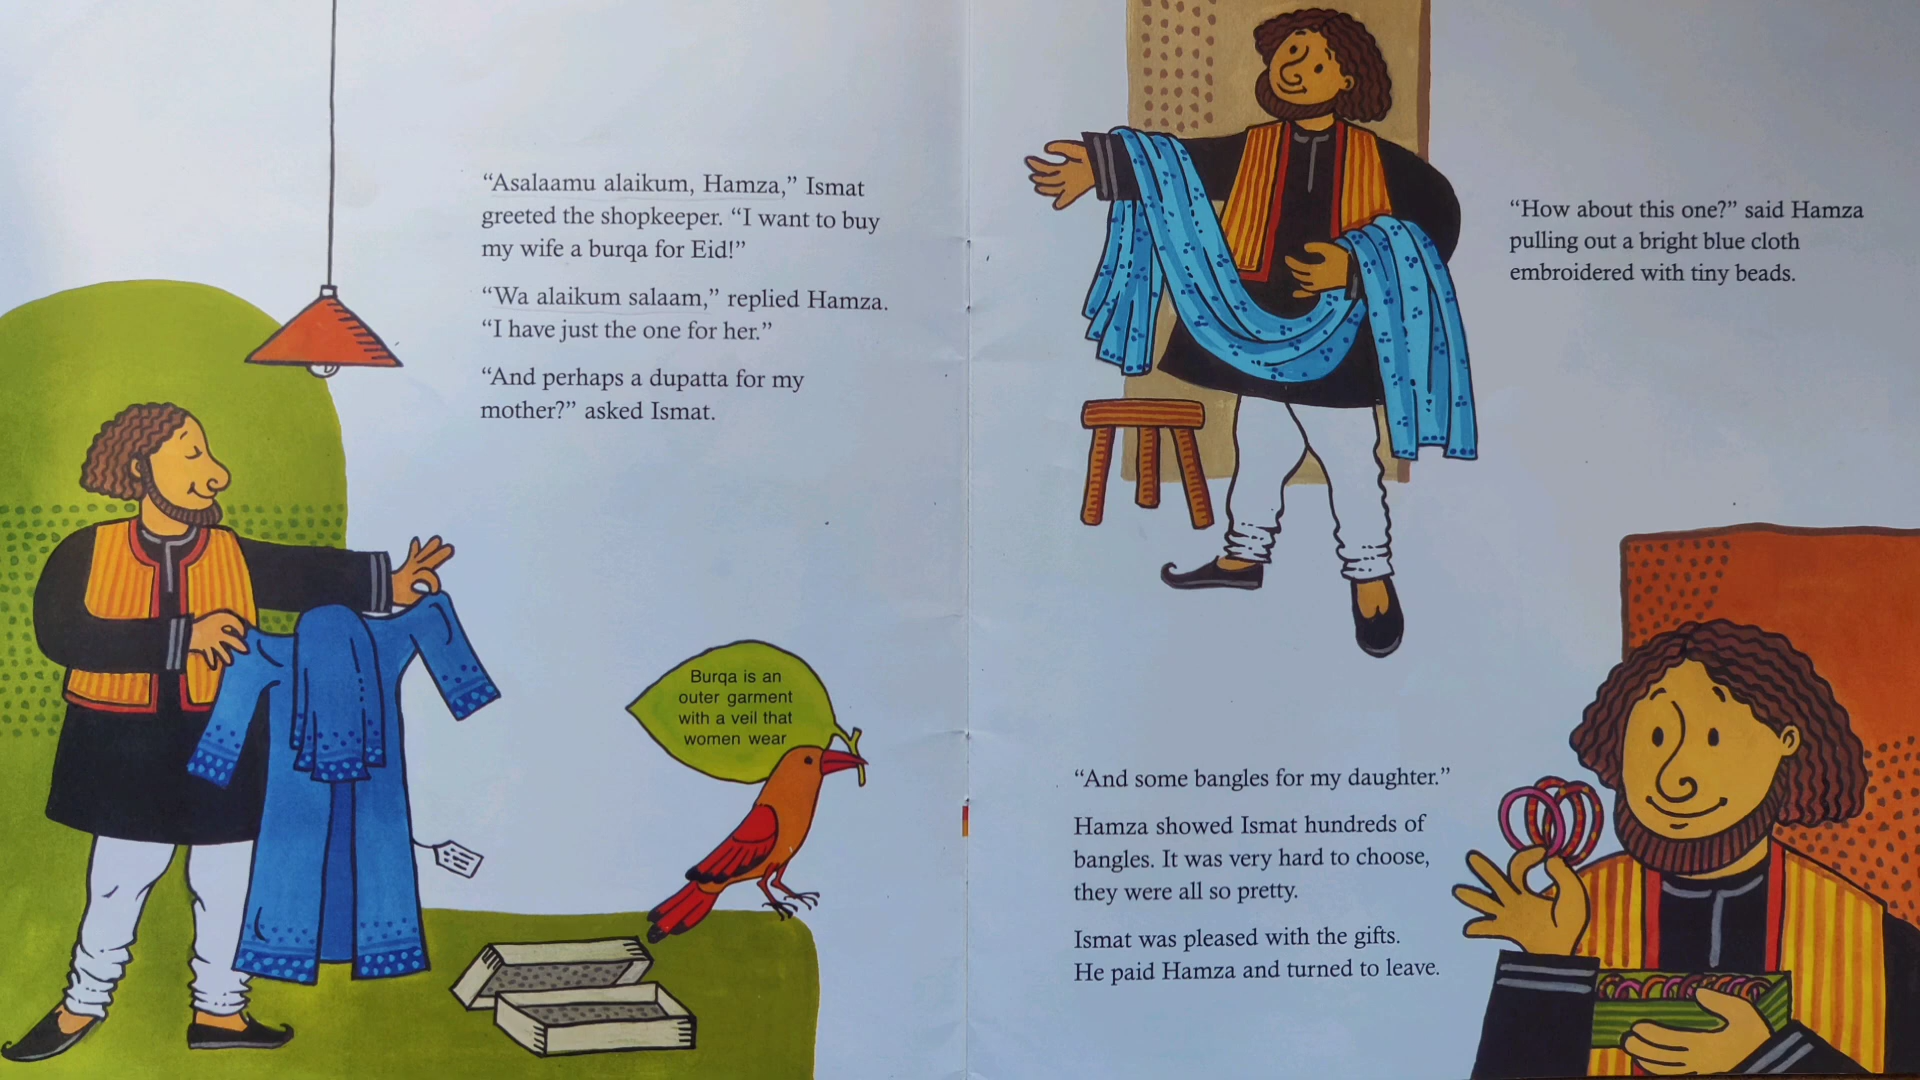 “Asalaamu alaikum, Hamza,” Ismat
greeted the shopkeeper. “I want to buy
my wife a burqa for Eid!”
“Wa alaikum salaam,” replied Hamza.
“I have just the one for her.”
“And perhaps a dupatta for my
mother?” asked Ismat.
Burqa is an
outer garment
with a veil that
women wear
“How about this one?” said Hamza
pulling out a bright blue cloth
embroidered with tiny beads.
“And some bangles for my daughter.”
Hamza showed Ismat hundreds of
bangles. It was very hard to choose,
they were all so pretty.
Ismat was pleased with the gifts.
He paid Hamza and turned to leave.